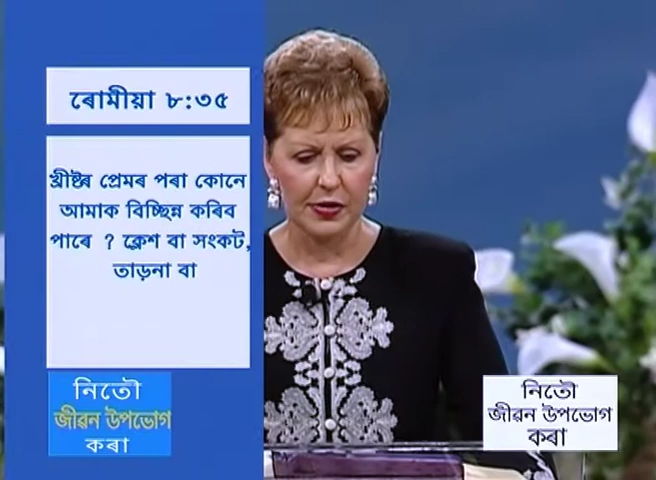 ৰোমীয়া ৮:৩৫
খ্ৰীষ্টৰ প্ৰেমৰ পৰা কোনে
আমাক বিচ্ছিন্ন কৰিব
পাৰে ? ক্লেশ বা সংকট,
তাড়না বা
নিতৌ
জীৱন উপভোগ
কৰা
নিতৌ
জীৱন উপভোগ
কৰা